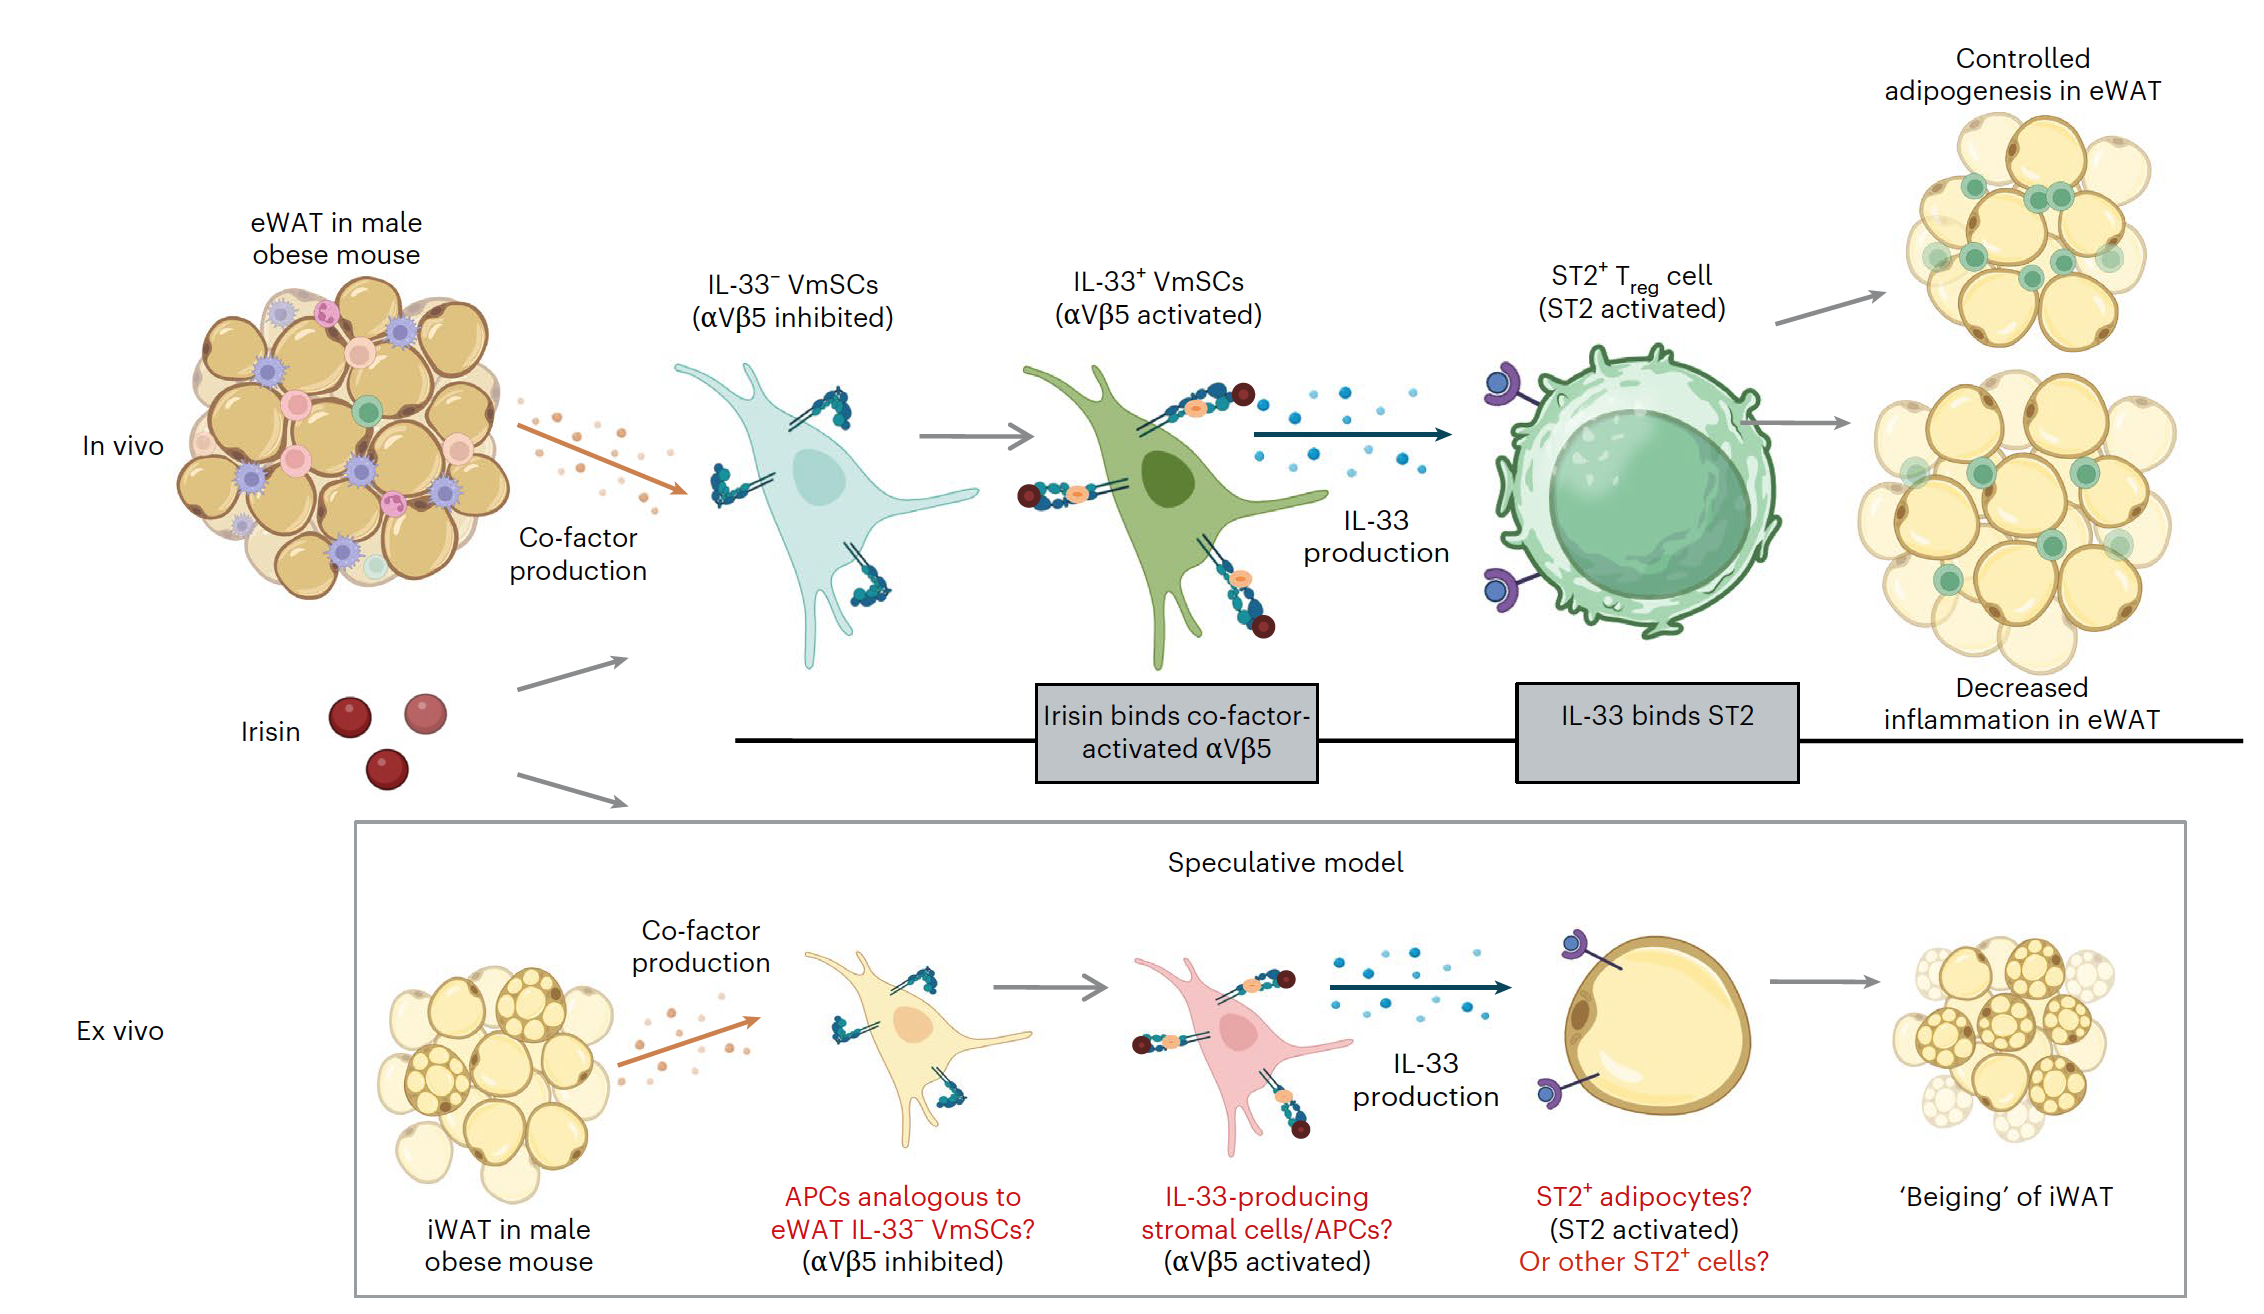 Controlled
adipogenesis in eWAT
eWAT in male
obese mouse
IL-33⁻ VmSCs
(αVβ5 inhibited)
IL-33⁺ VmSCs
(αVβ5 activated)
ST2⁺ Treg cell
(ST2 activated)
In vivo
Co-factor
production
IL-33
production
Decreased
inflammation in eWAT
Irisin
Irisin binds co-factor-
activated αVβ5
IL-33 binds ST2
Speculative model
Co-factor
production
Ex vivo
IL-33
production
iWAT in male
obese mouse
APCs analogous to
eWAT IL-33⁻ VmSCs?
(αVβ5 inhibited)
IL-33-producing
stromal cells/APCs?
(αVβ5 activated)
ST2⁺ adipocytes?
(ST2 activated)
Or other ST2⁺ cells?
‘Beiging’ of iWAT